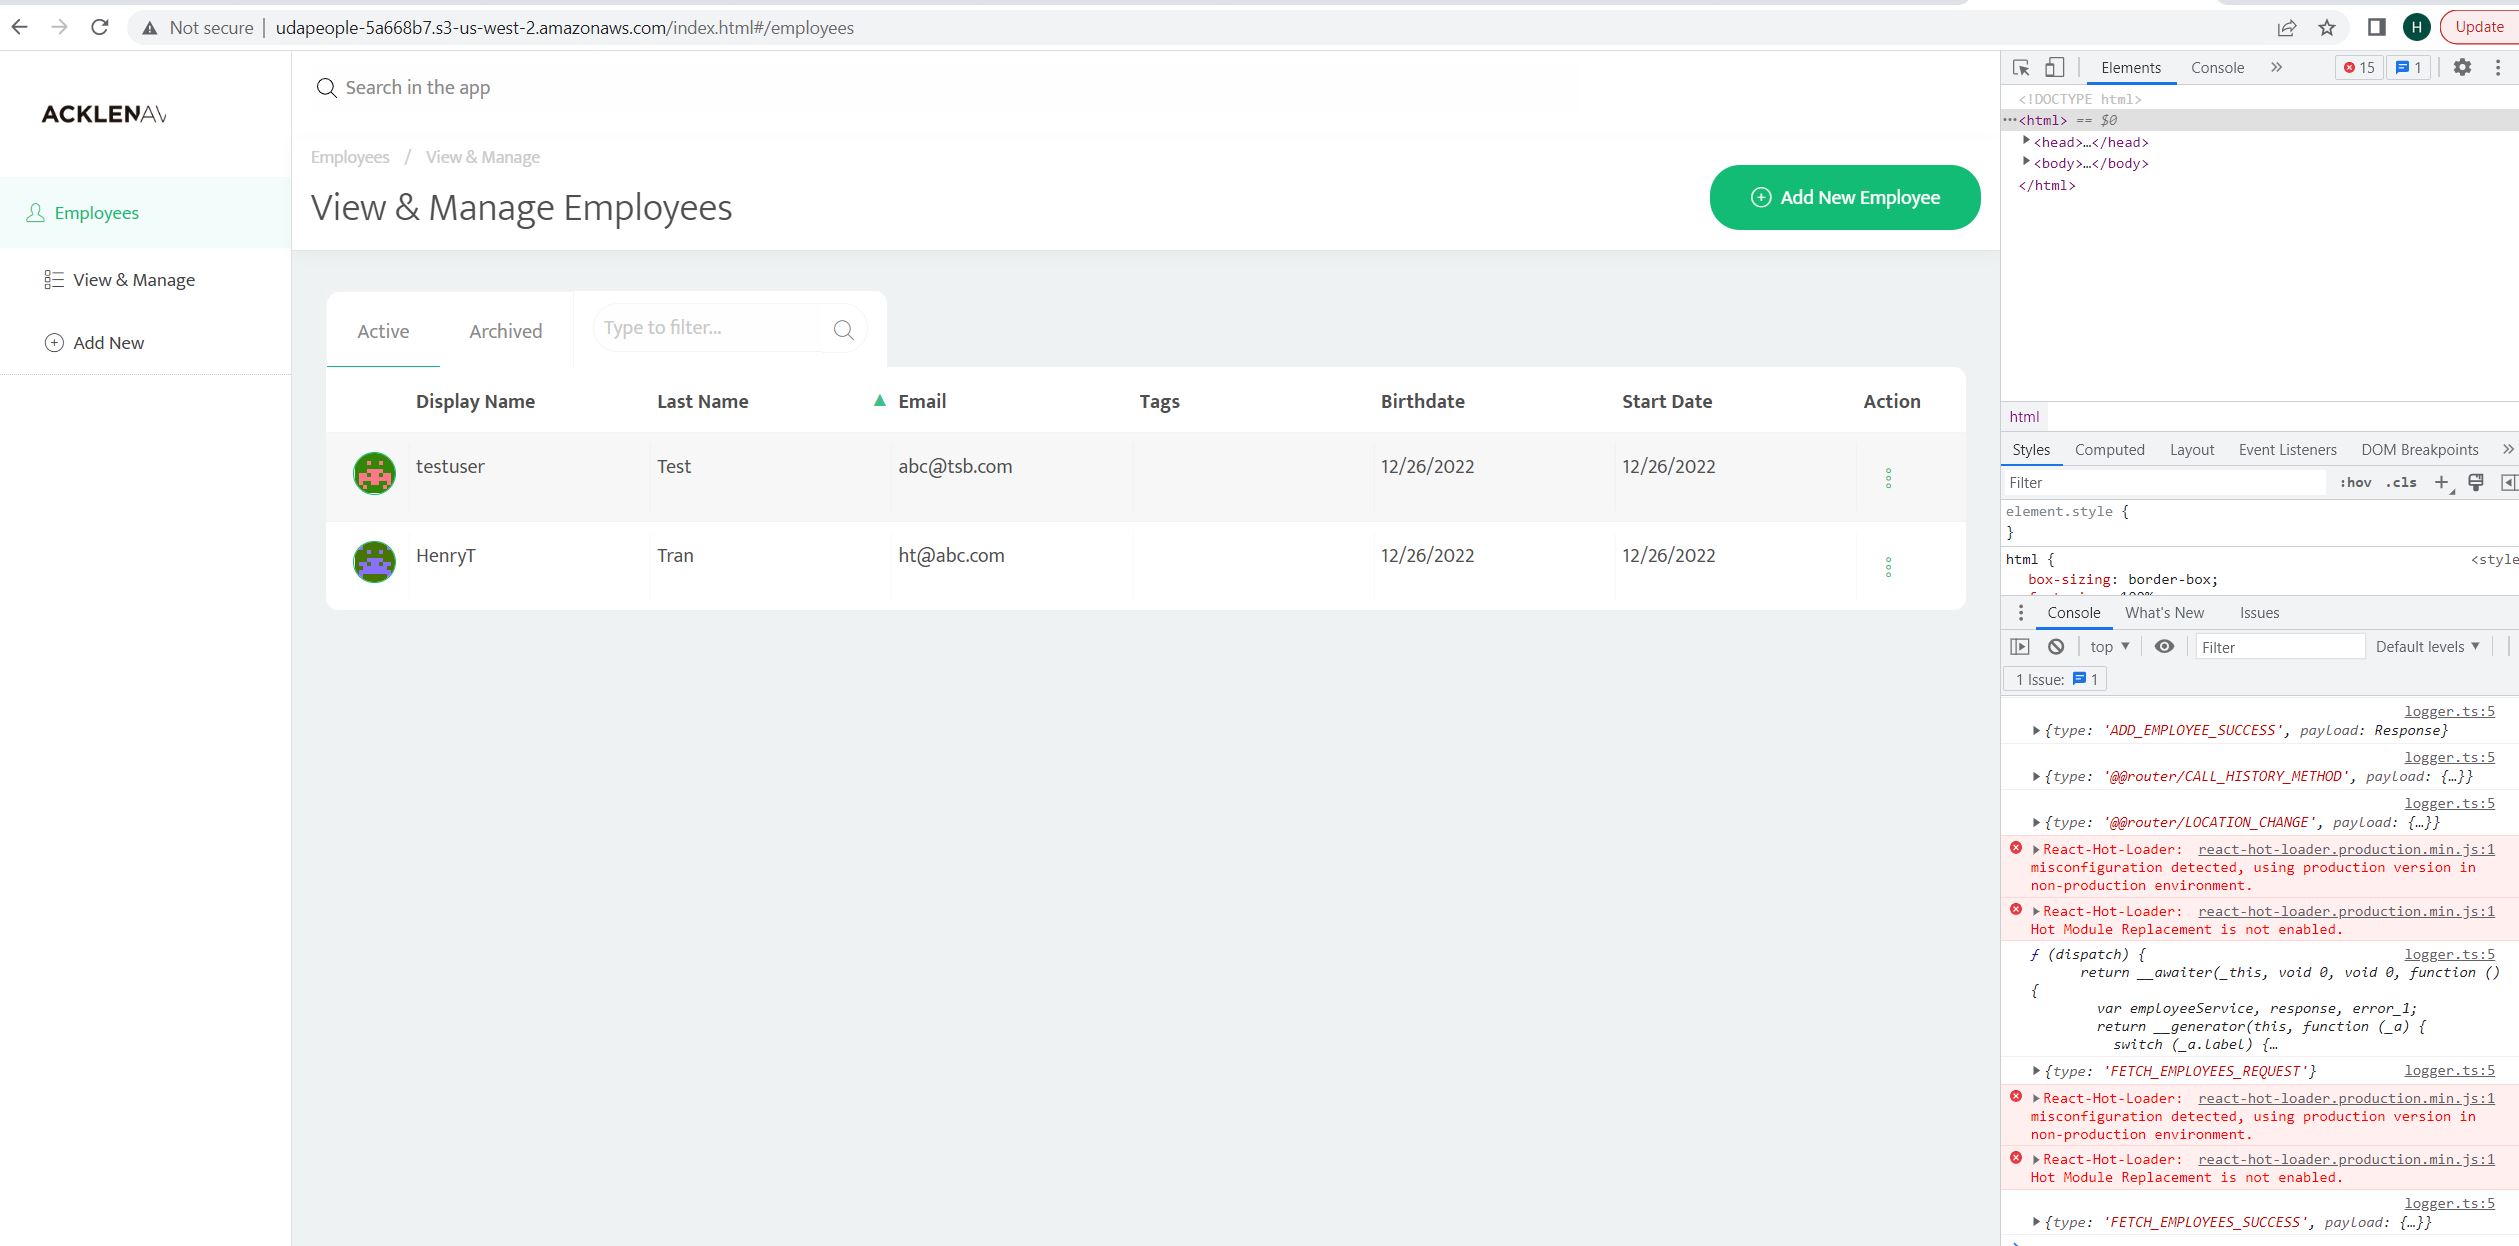 Not secure | udapeople-5a668b7.s3-us-west-2.amazonaws.com/index.html#/employees
H
Update
ACKLENAV
Search in the app
Employees / View & Manage
View & Manage Employees
Add New Employee
Employees
View & Manage
Add New
Active
Archived
Type to filter...
Display Name Last Name Email Tags Birthdate Start Date Action
testuser Test abc@tsb.com 12/26/2022 12/26/2022
HenryT Tran ht@abc.com 12/26/2022 12/26/2022
Elements Console » 15 1
<!DOCTYPE html>
···<html> == $0
<head>…</head>
<body>…</body>
</html>
html
Styles Computed Layout Event Listeners DOM Breakpoints »
Filter :hov .cls +
element.style {
}
html { <style
box-sizing: border-box;
Console What's New Issues
top Filter Default levels
1 Issue: 1
logger.ts:5
{type: 'ADD_EMPLOYEE_SUCCESS', payload: Response}
logger.ts:5
{type: '@@router/CALL_HISTORY_METHOD', payload: {…}}
logger.ts:5
{type: '@@router/LOCATION_CHANGE', payload: {…}}
React-Hot-Loader: react-hot-loader.production.min.js:1
misconfiguration detected, using production version in
non-production environment.
React-Hot-Loader: react-hot-loader.production.min.js:1
Hot Module Replacement is not enabled.
ƒ (dispatch) { logger.ts:5
return __awaiter(_this, void 0, void 0, function ()
{
var employeeService, response, error_1;
return __generator(this, function (_a) {
switch (_a.label) {…
{type: 'FETCH_EMPLOYEES_REQUEST'} logger.ts:5
React-Hot-Loader: react-hot-loader.production.min.js:1
misconfiguration detected, using production version in
non-production environment.
React-Hot-Loader: react-hot-loader.production.min.js:1
Hot Module Replacement is not enabled.
logger.ts:5
{type: 'FETCH_EMPLOYEES_SUCCESS', payload: {…}}